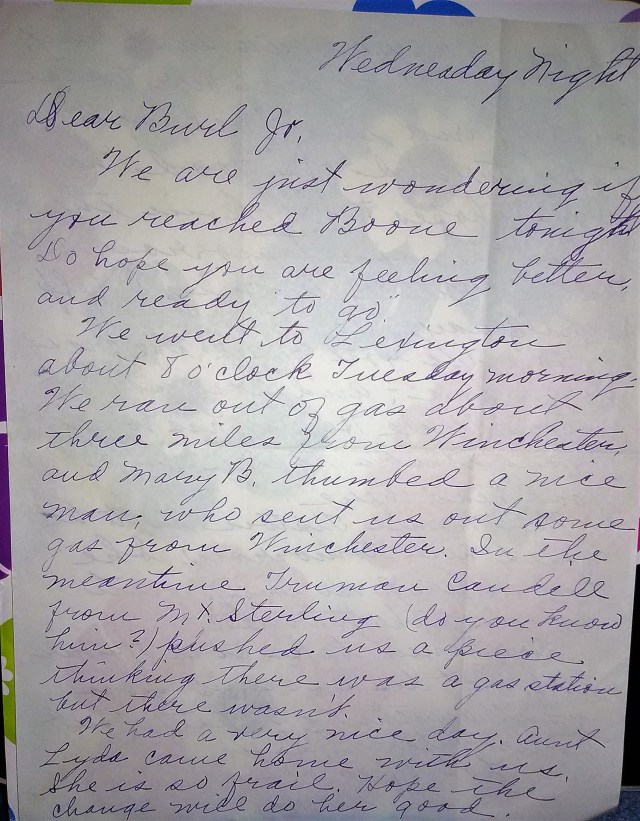 Wednesday Night
Dear Burl Jr.
We are just wondering if
you reached Boone tonight
Do hope you are feeling better,
and ready "to go"
We went to Lexington
about 8 o'clock Tuesday morning.
We ran out of gas about
three miles from Winchester,
and Mary B. thumbed a nice
man, who sent us out some
gas from Winchester. In the
meantime Truman Caudell
from Mt. Sterling (do you know
him?) pushed us a piece
thinking there was a gas station
but there wasn't.
We had a very nice day. Aunt
Lyda came home with us.
She is so frail. Hope the
change will do her good.